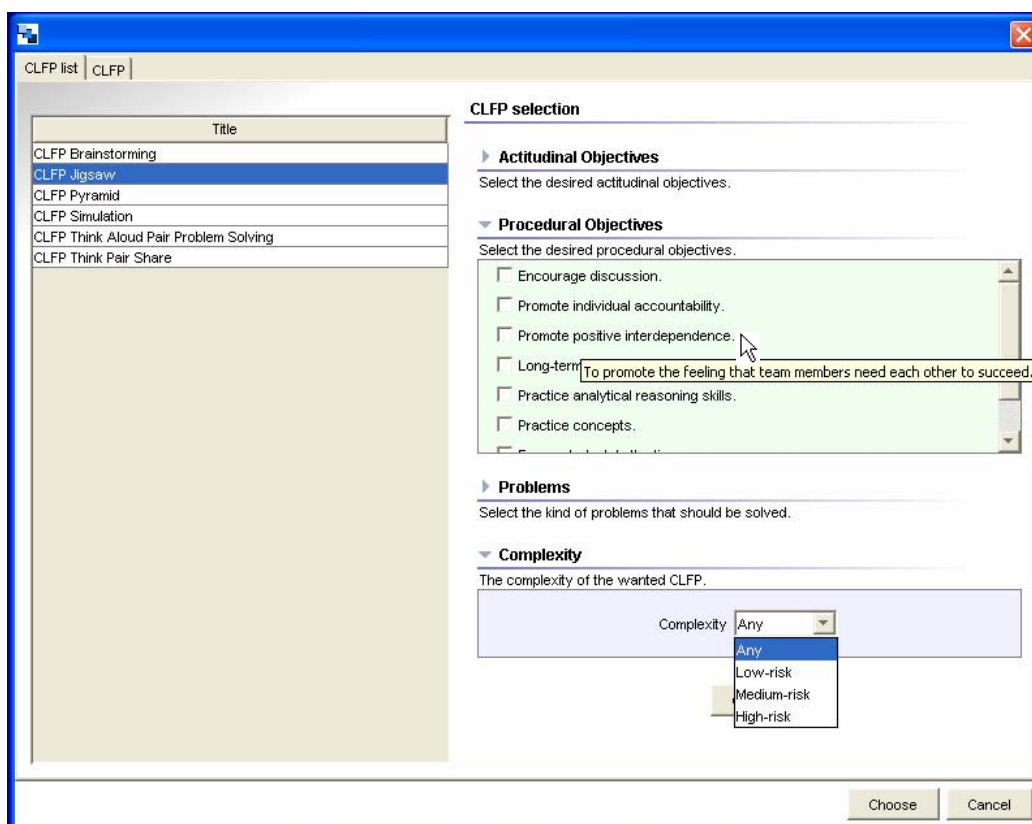 CLFP list
CLFP
Title
CLFP Brainstorming
CLFP Jigsaw
CLFP Pyramid
CLFP Simulation
CLFP Think Aloud Pair Problem Solving
CLFP Think Pair Share
CLFP selection
Actitudinal Objectives
Select the desired actitudinal objectives.
Procedural Objectives
Select the desired procedural objectives.
Encourage discussion.
Promote individual accountability.
Promote positive interdependence.
Long-term
To promote the feeling that team members need each other to succeed.
Practice analytical reasoning skills.
Practice concepts.
Problems
Select the kind of problems that should be solved.
Complexity
The complexity of the wanted CLFP.
Complexity Any
Any
Low-risk
Medium-risk
High-risk
Choose
Cancel